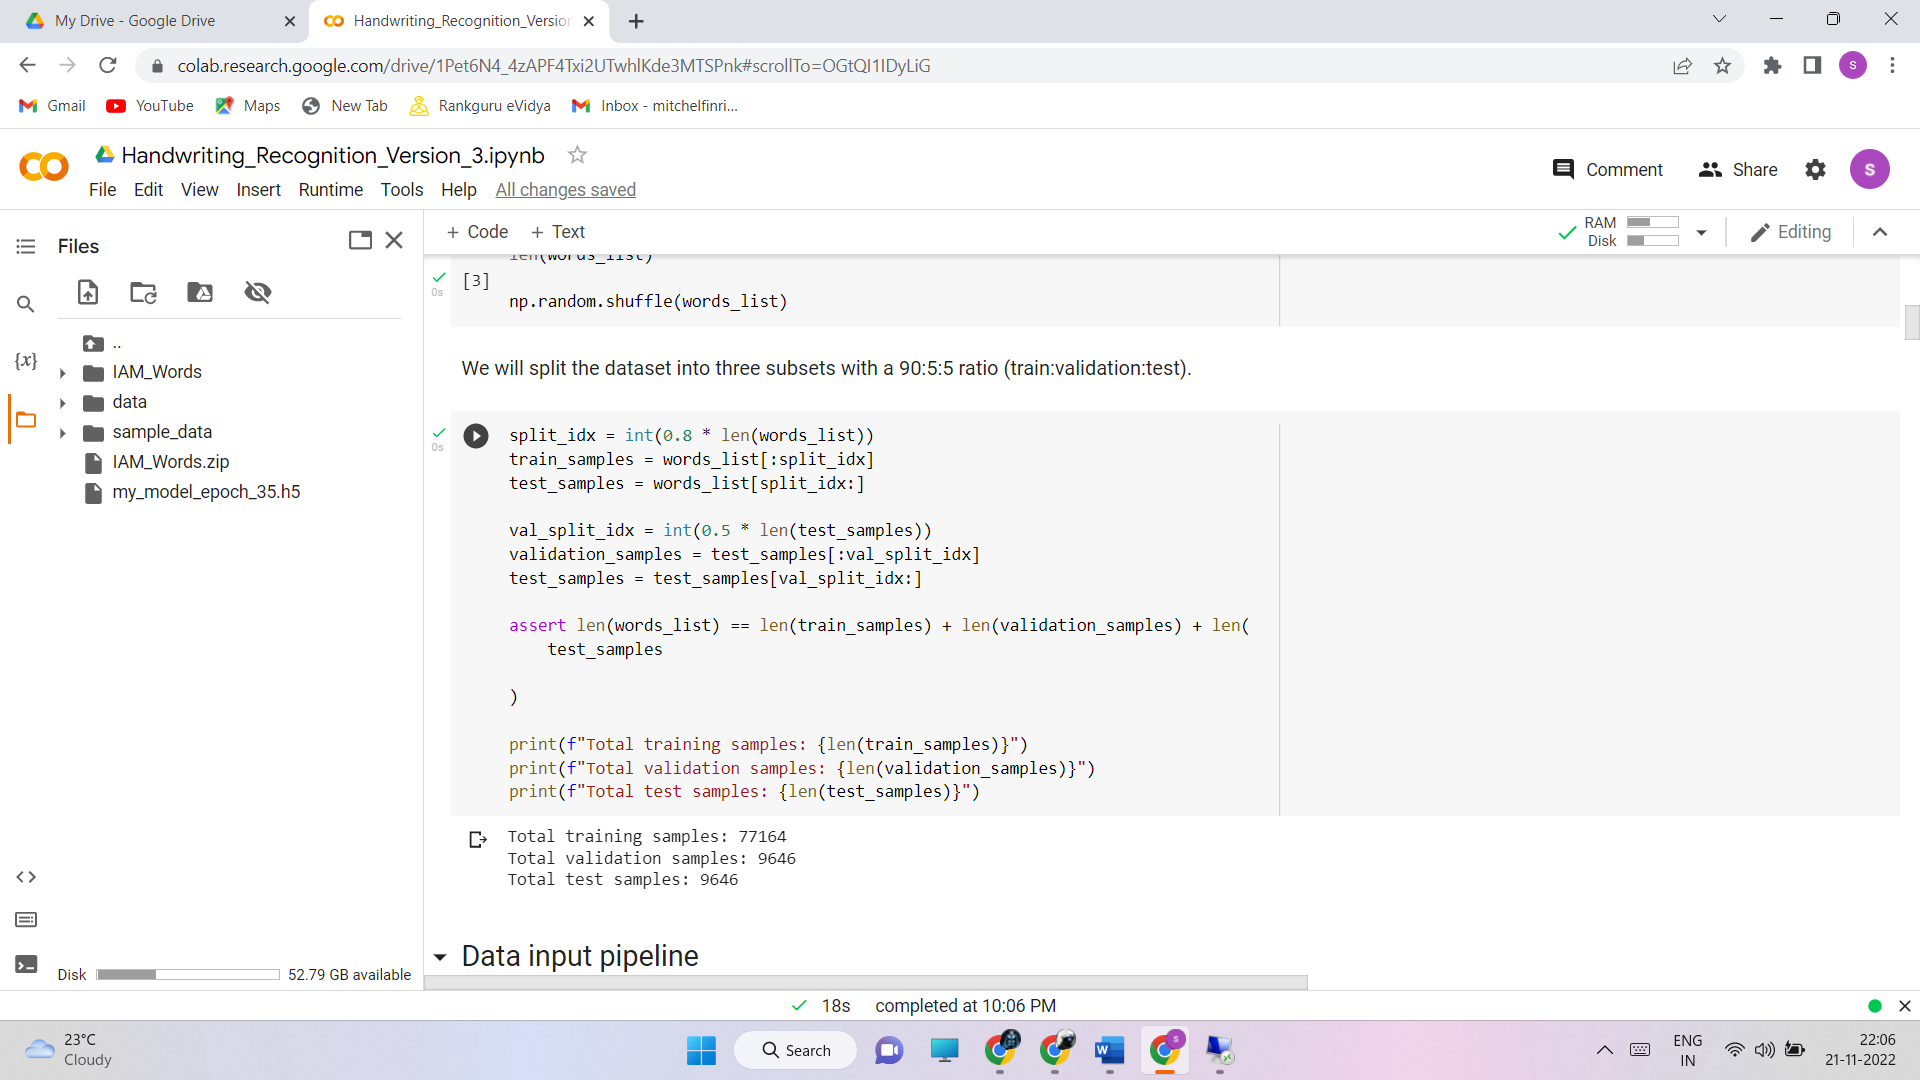 My Drive - Google Drive
Handwriting_Recognition_Version
colab.research.google.com/drive/1Pet6N4_4zAPF4Txi2UTwhlKde3MTSPnk#scrollTo=OGtQI1IDyLiG
S
Gmail YouTube Maps New Tab Rankguru eVidya Inbox - mitchelfinri...
Handwriting_Recognition_Version_3.ipynb
Comment Share S
File Edit View Insert Runtime Tools Help All changes saved
Files
+ Code + Text
RAM
Disk
Editing
len(words_list)
[3]
0s
np.random.shuffle(words_list)
{x}
..
IAM_Words
data
sample_data
IAM_Words.zip
my_model_epoch_35.h5
We will split the dataset into three subsets with a 90:5:5 ratio (train:validation:test).
0s
split_idx = int(0.8 * len(words_list))
train_samples = words_list[:split_idx]
test_samples = words_list[split_idx:]
val_split_idx = int(0.5 * len(test_samples))
validation_samples = test_samples[:val_split_idx]
test_samples = test_samples[val_split_idx:]
assert len(words_list) == len(train_samples) + len(validation_samples) + len(
test_samples
)
print(f"Total training samples: {len(train_samples)}")
print(f"Total validation samples: {len(validation_samples)}")
print(f"Total test samples: {len(test_samples)}")
Total training samples: 77164
Total validation samples: 9646
Total test samples: 9646
Data input pipeline
Disk 52.79 GB available
18s completed at 10:06 PM
23°C
Cloudy
Search
W
S
ENG
IN
22:06
21-11-2022